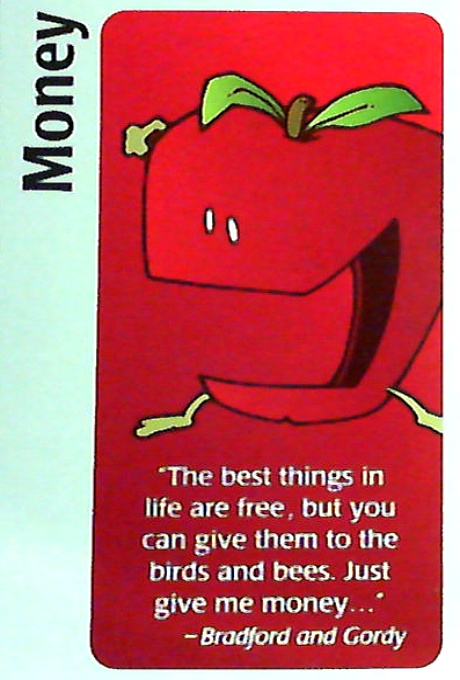 Money
"The best things in
life are free, but you
can give them to the
birds and bees. Just
give me money..."
–Bradford and Gordy